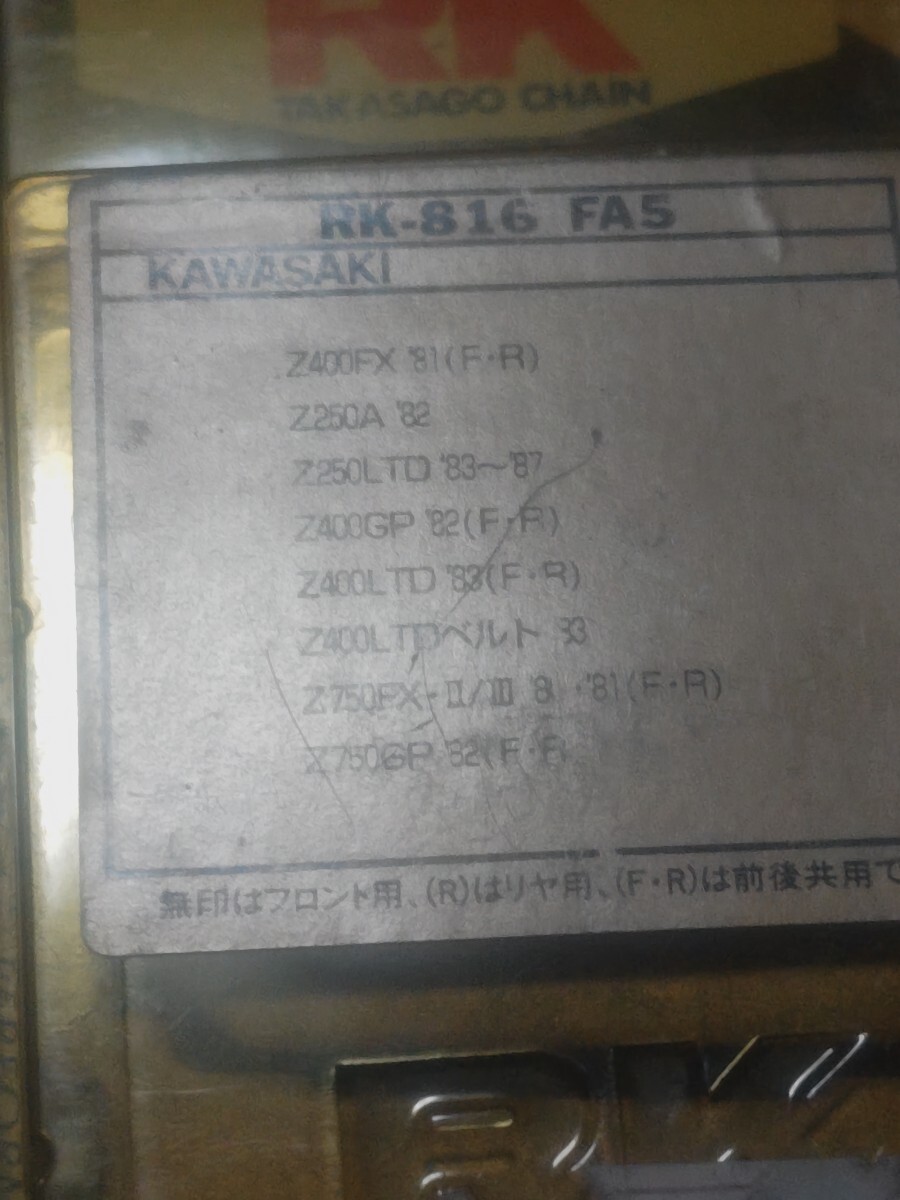 RK
TAKASAGO CHAIN
RK-816 FA5
KAWASAKI
Z400FX '81(F·R)
Z250A '82
Z250LTD '83〜'87
Z400GP '82(F·R)
Z400LTD '83(F·R)
Z400LTDベルト 83
Z750FX-II/III '81(F·R)
Z750GP '82(F·R
無印はフロント用、(R)はリヤ用、(F·R)は前後共用で
RK